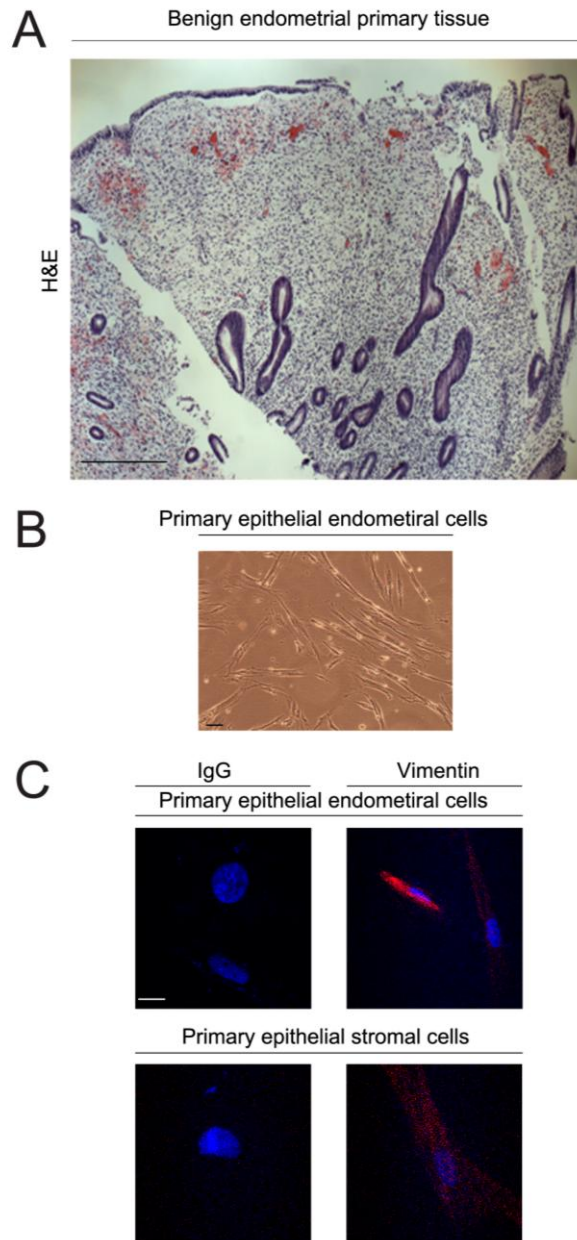 A
Benign endometrial primary tissue
H&E
B
Primary epithelial endometiral cells
C
IgG
Vimentin
Primary epithelial endometiral cells
Primary epithelial stromal cells